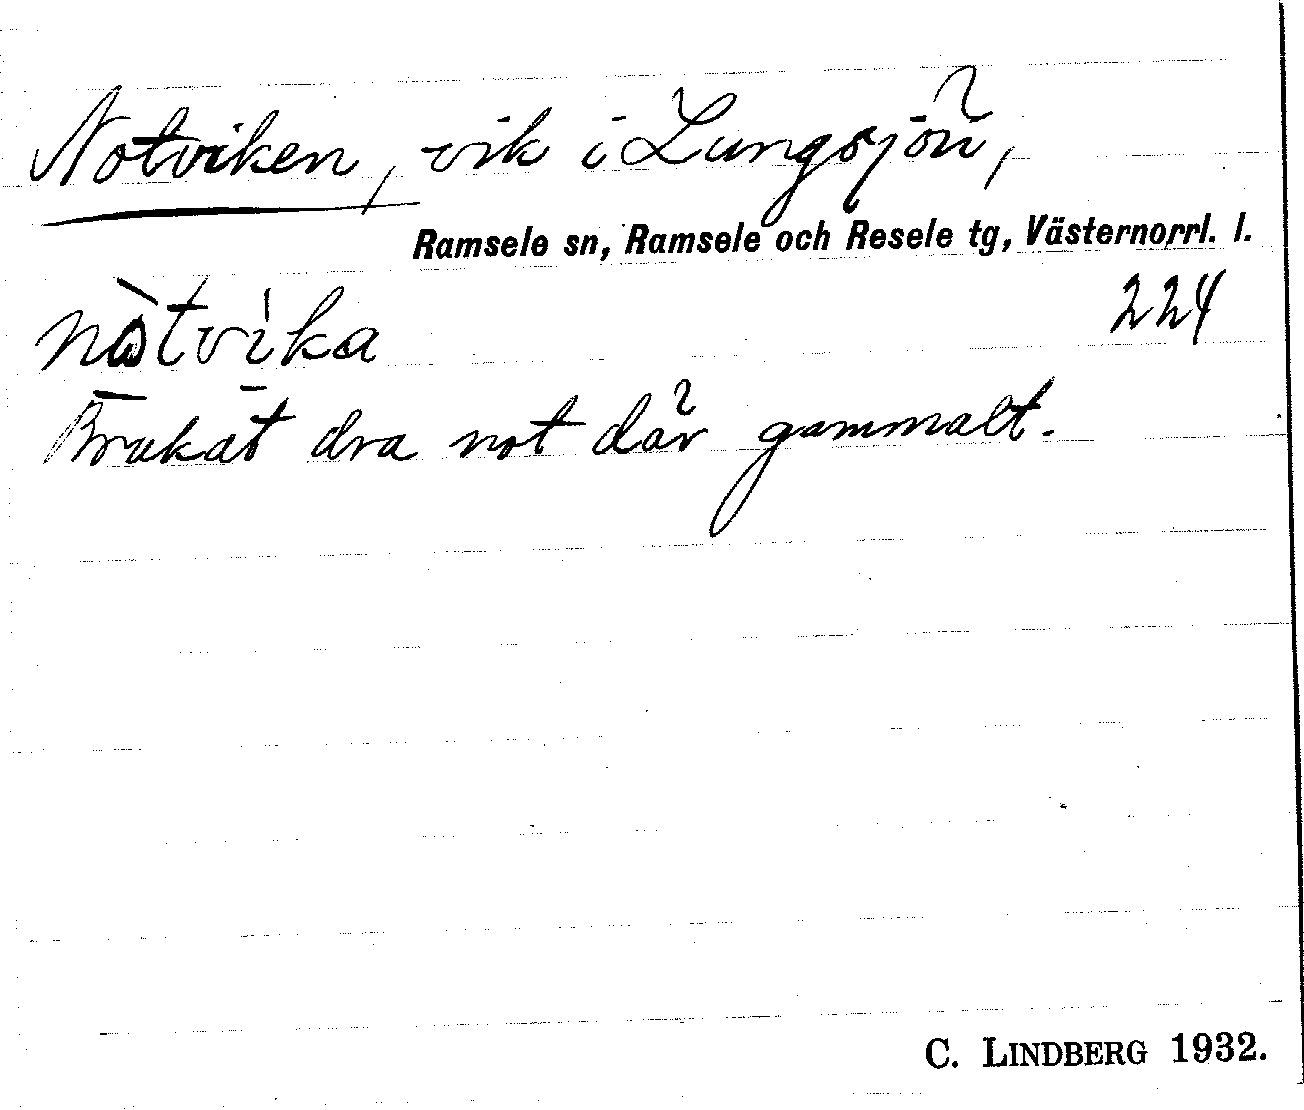 Notviken, vik i Lungsjön,
Ramsele sn, Ramsele och Resele tg, Västernorrl. l.
nòtvìka 224
Brukat dra not där gammalt.
C. LINDBERG 1932.